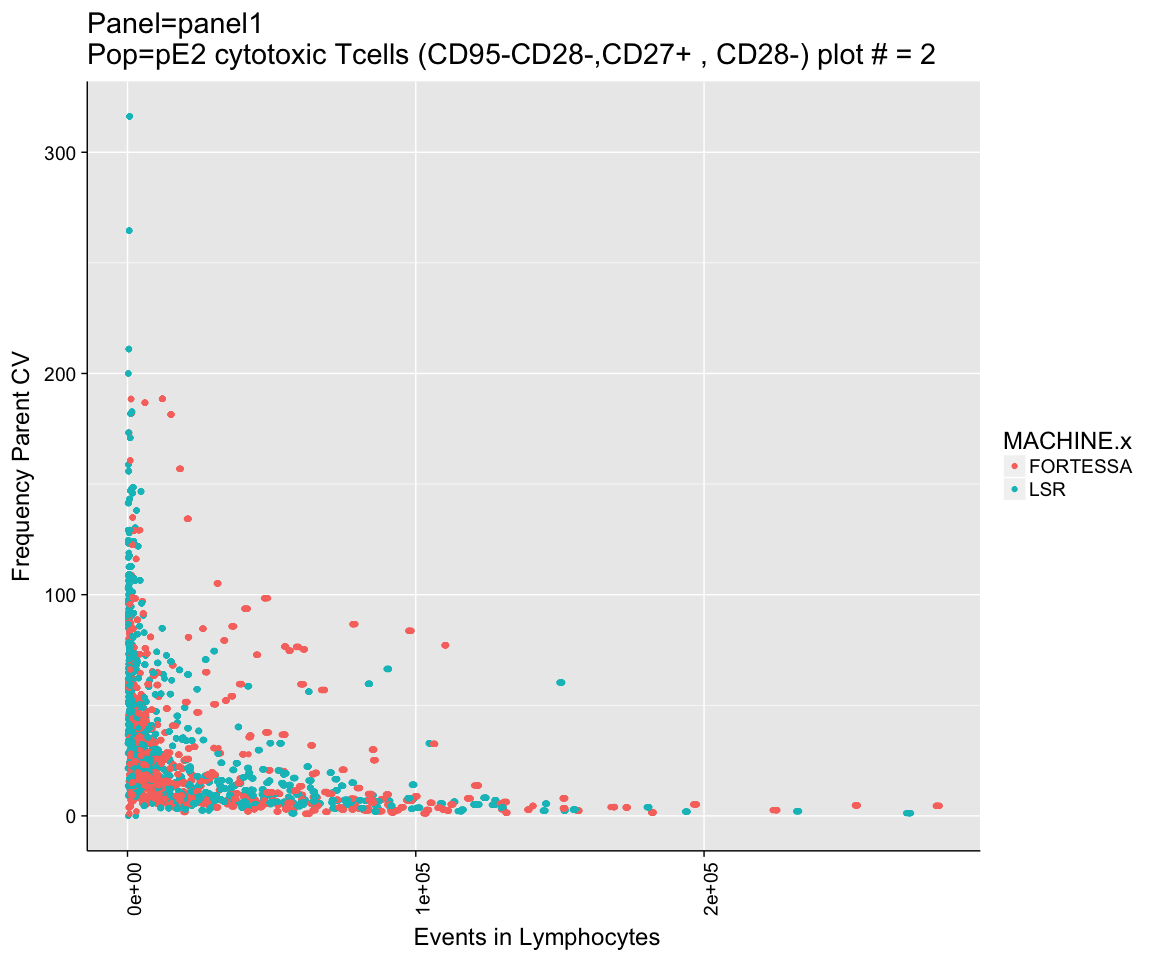 Panel=panel1
Pop=pE2 cytotoxic Tcells (CD95-CD28-,CD27+ , CD28-) plot # = 2
300
200
100
0
Frequency Parent CV
0e+00
1e+05
2e+05
Events in Lymphocytes
MACHINE.x
FORTESSA
LSR